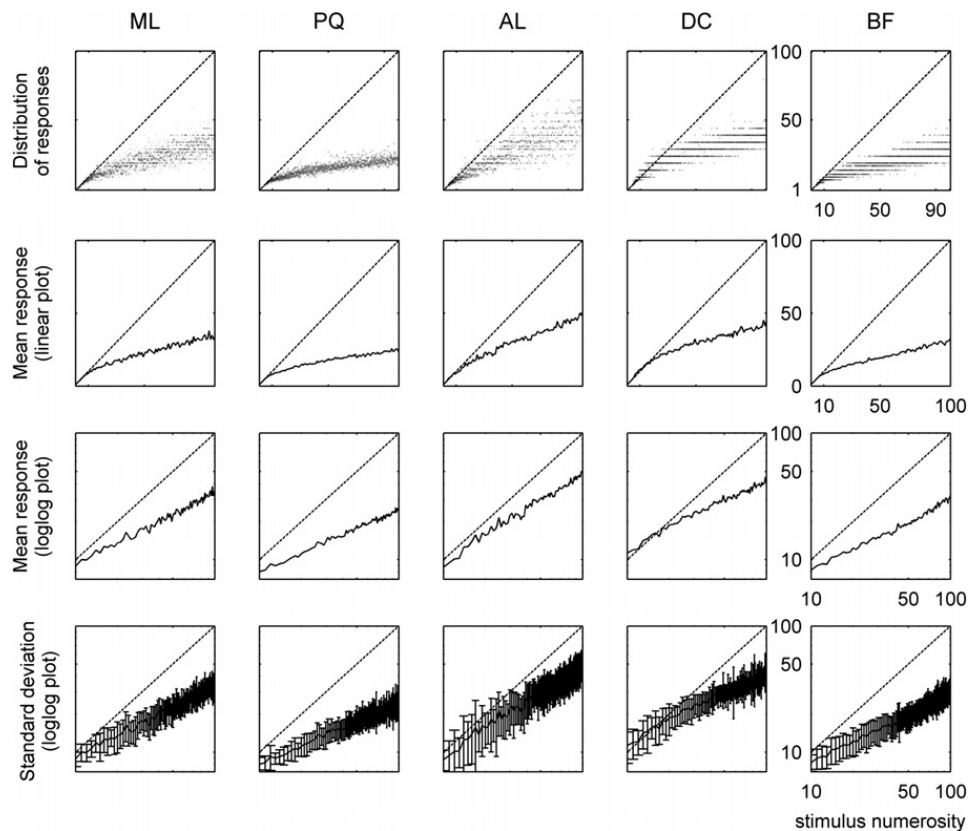 ML PQ AL DC BF
Distribution
of responses
100
50
1
10 50 90
Mean response
(linear plot)
100
50
0
10 50 100
Mean response
(loglog plot)
100
50
10
10 50 100
Standard deviation
(loglog plot)
100
50
10
10 50 100
stimulus numerosity